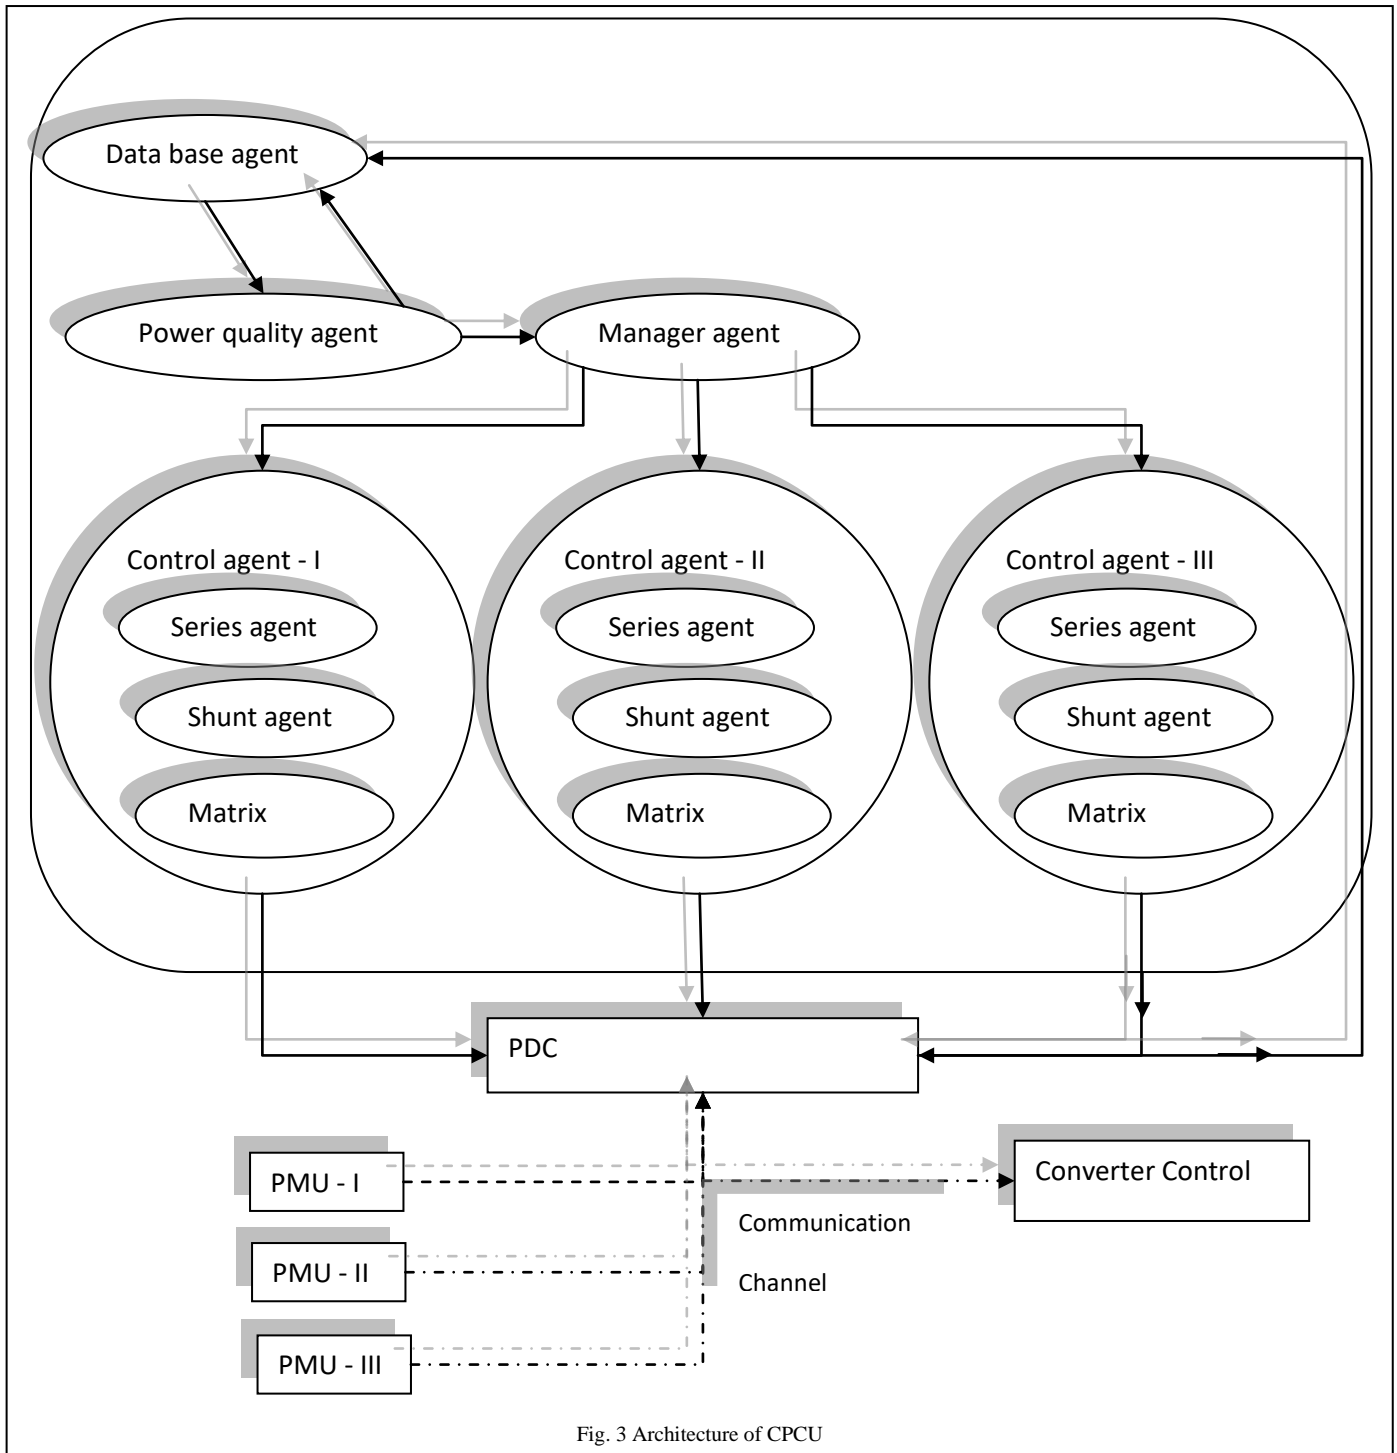 Data base agent
Power quality agent
Manager agent
Control agent - I
Series agent
Shunt agent
Matrix
Control agent - II
Series agent
Shunt agent
Matrix
Control agent - III
Series agent
Shunt agent
Matrix
PDC
PMU - I
PMU - II
PMU - III
Communication
Channel
Converter Control
Fig. 3 Architecture of CPCU